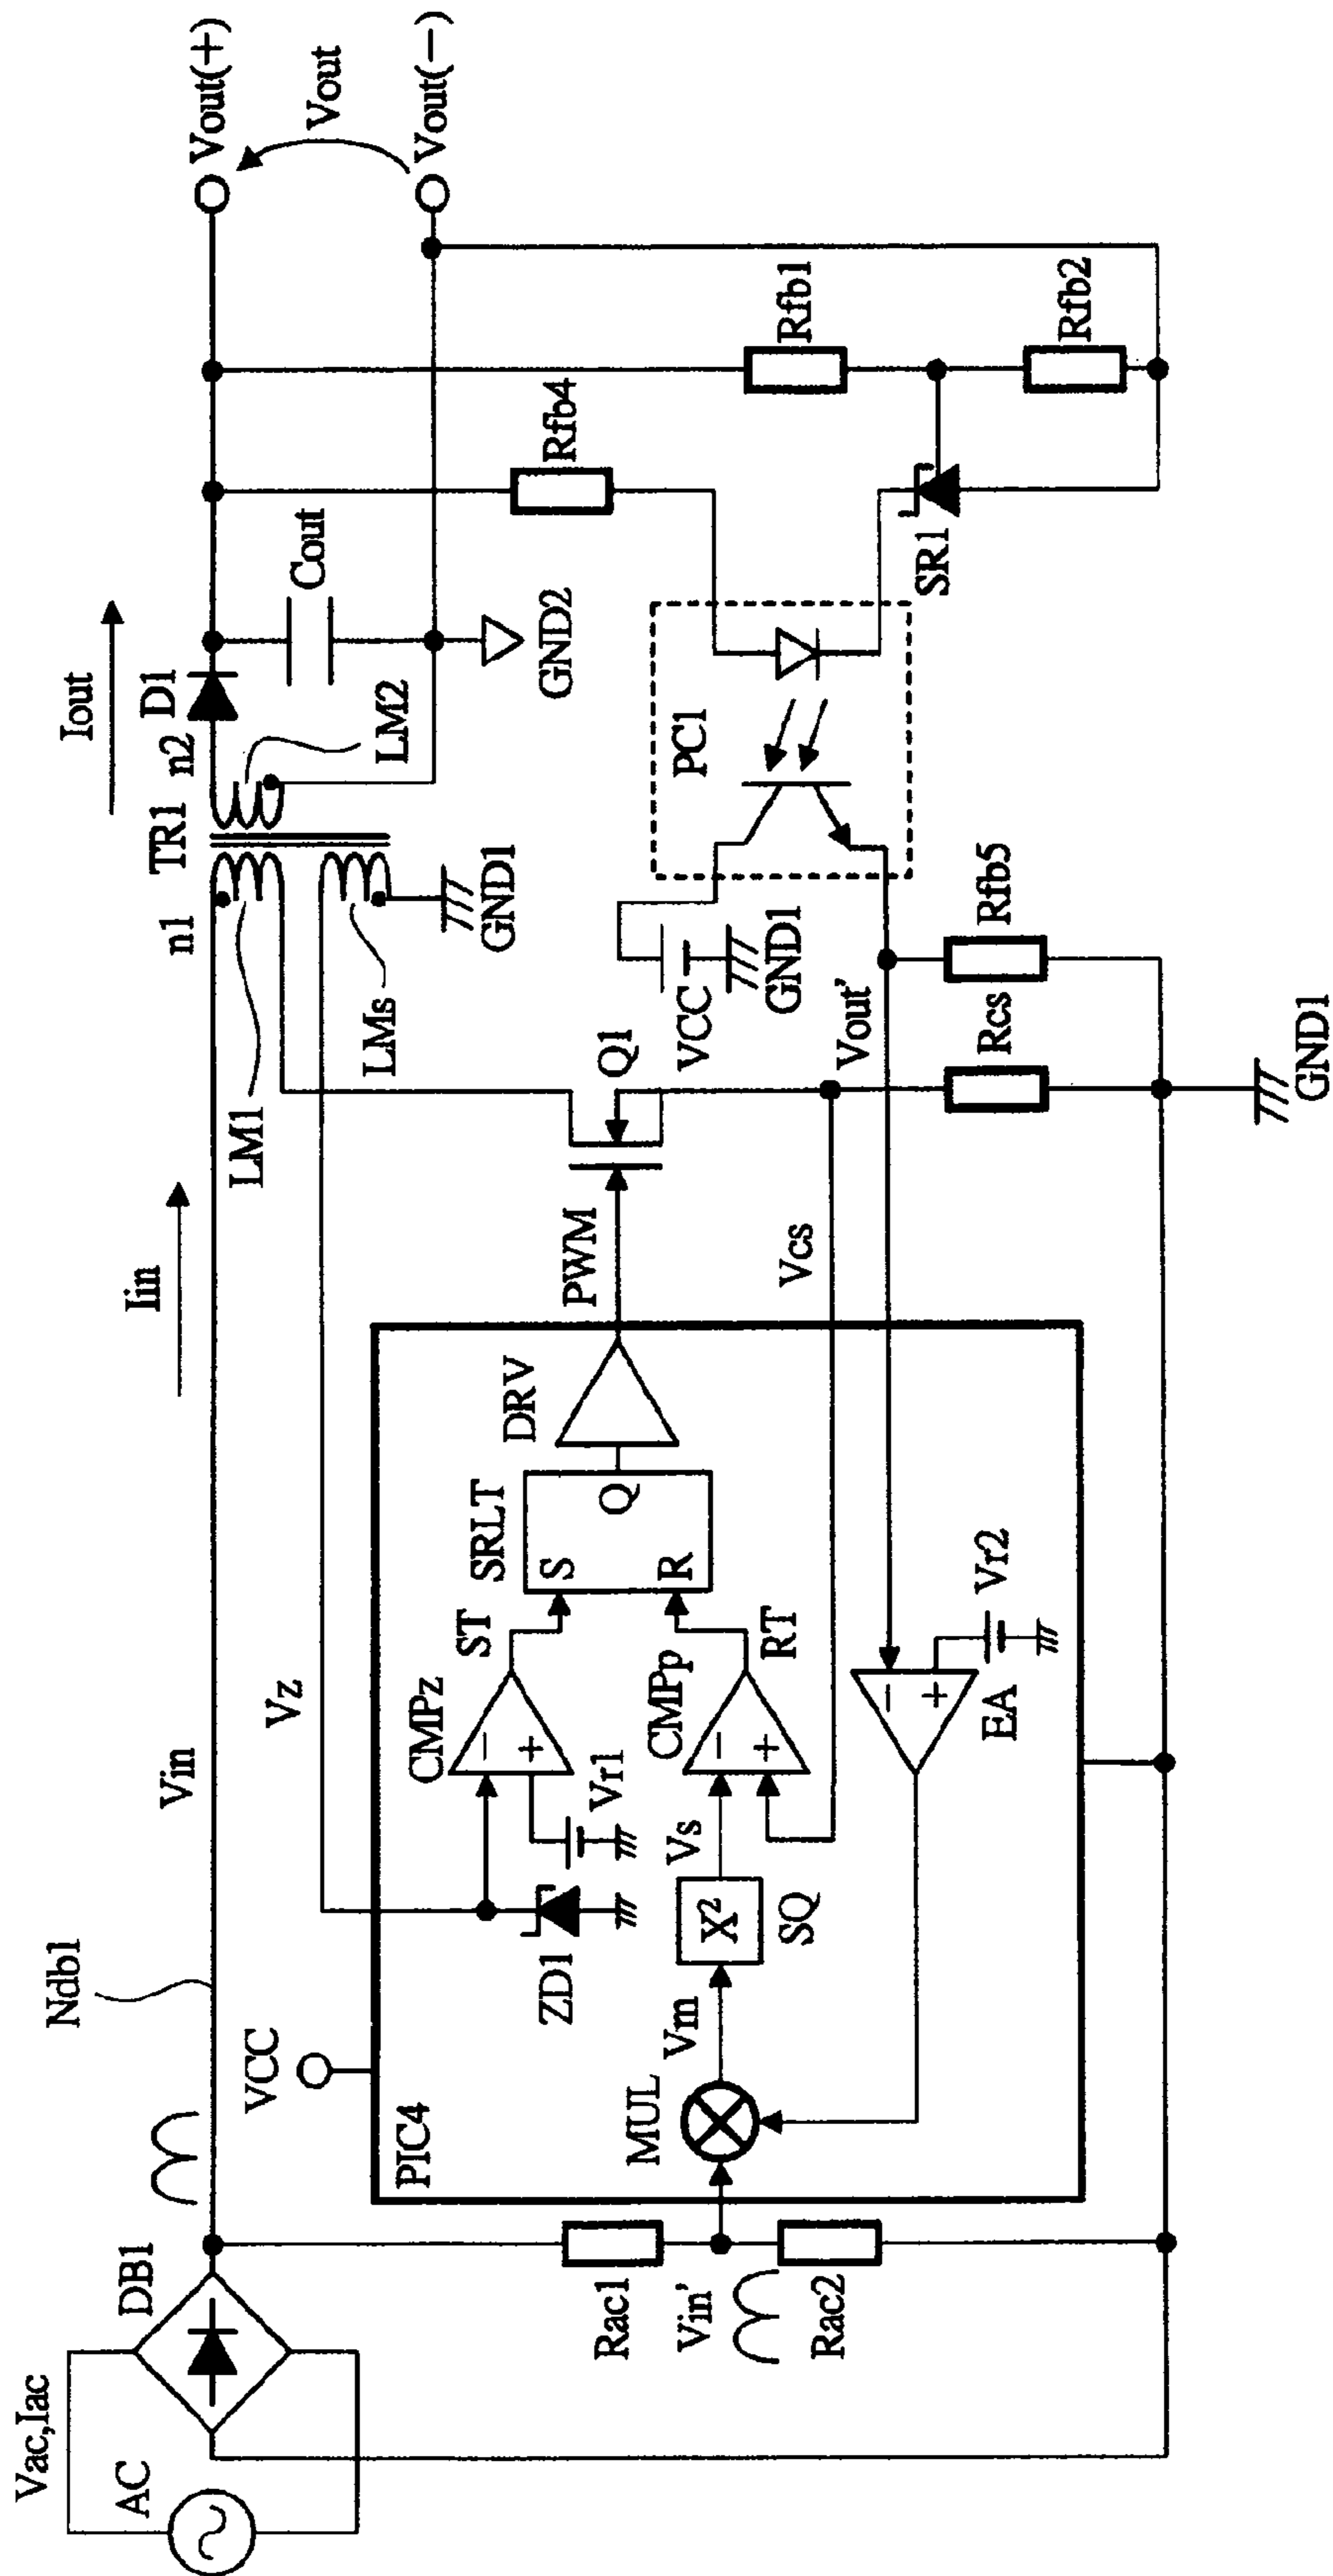 Vac,Iac
AC
DB1
Ndb1
Vin
Iin
LM1
n1
TR1
n2
D1
Iout
LM2
Cout
GND2
Vout(+)
Vout
Vout(−)
VCC
Vz
LMs
GND1
PIC4
ZD1
Vr1
CMPz
−
+
ST
SRLT
S
R
Q
DRV
PWM
Q1
VCC
GND1
PC1
Rfb4
SR1
Rfb1
Rfb2
Rac1
Vin'
Rac2
MUL
Vm
X²
SQ
Vs
CMPp
−
+
RT
Vcs
Vout'
Rcs
Rfb5
EA
−
+
Vr2
GND1